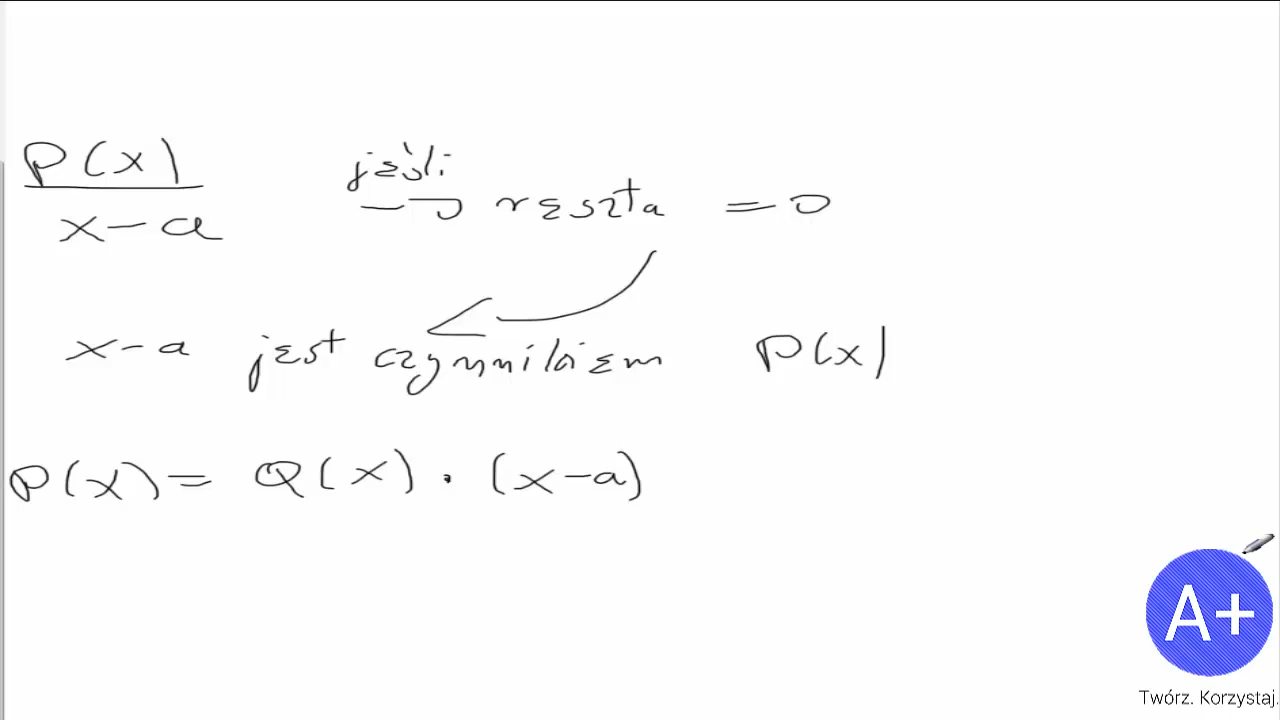 P(x)
x-a
jeśli
→ reszta = 0
x-a jest czynnikiem P(x)
P(x) = Q(x) · (x-a)
A+
Twórz. Korzystaj.